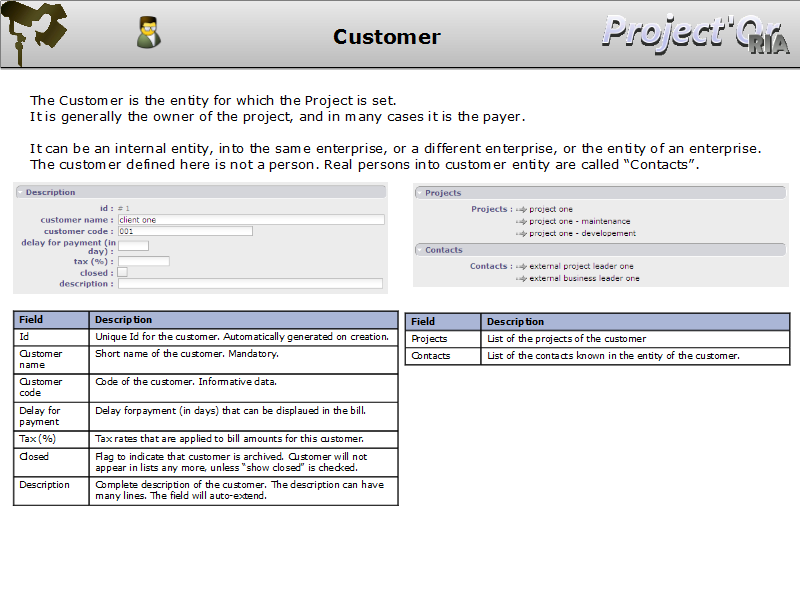 Customer
Project'Or
RIA
The Customer is the entity for which the Project is set.
It is generally the owner of the project, and in many cases it is the payer.
It can be an internal entity, into the same enterprise, or a different enterprise, or the entity of an enterprise.
The customer defined here is not a person. Real persons into customer entity are called “Contacts”.
Description
id : # 1
customer name : client one
customer code : 001
delay for payment (in
day) :
tax (%) :
closed :
description :
Projects
Projects : project one
project one - maintenance
project one - developement
Contacts
Contacts : external project leader one
external business leader one
Field Description
Id Unique Id for the customer. Automatically generated on creation.
Customer name Short name of the customer. Mandatory.
Customer code Code of the customer. Informative data.
Delay for payment Delay forpayment (in days) that can be displaued in the bill.
Tax (%) Tax rates that are applied to bill amounts for this customer.
Closed Flag to indicate that customer is archived. Customer will not
appear in lists any more, unless “show closed” is checked.
Description Complete description of the customer. The description can have
many lines. The field will auto-extend.
Field Description
Projects List of the projects of the customer
Contacts List of the contacts known in the entity of the customer.